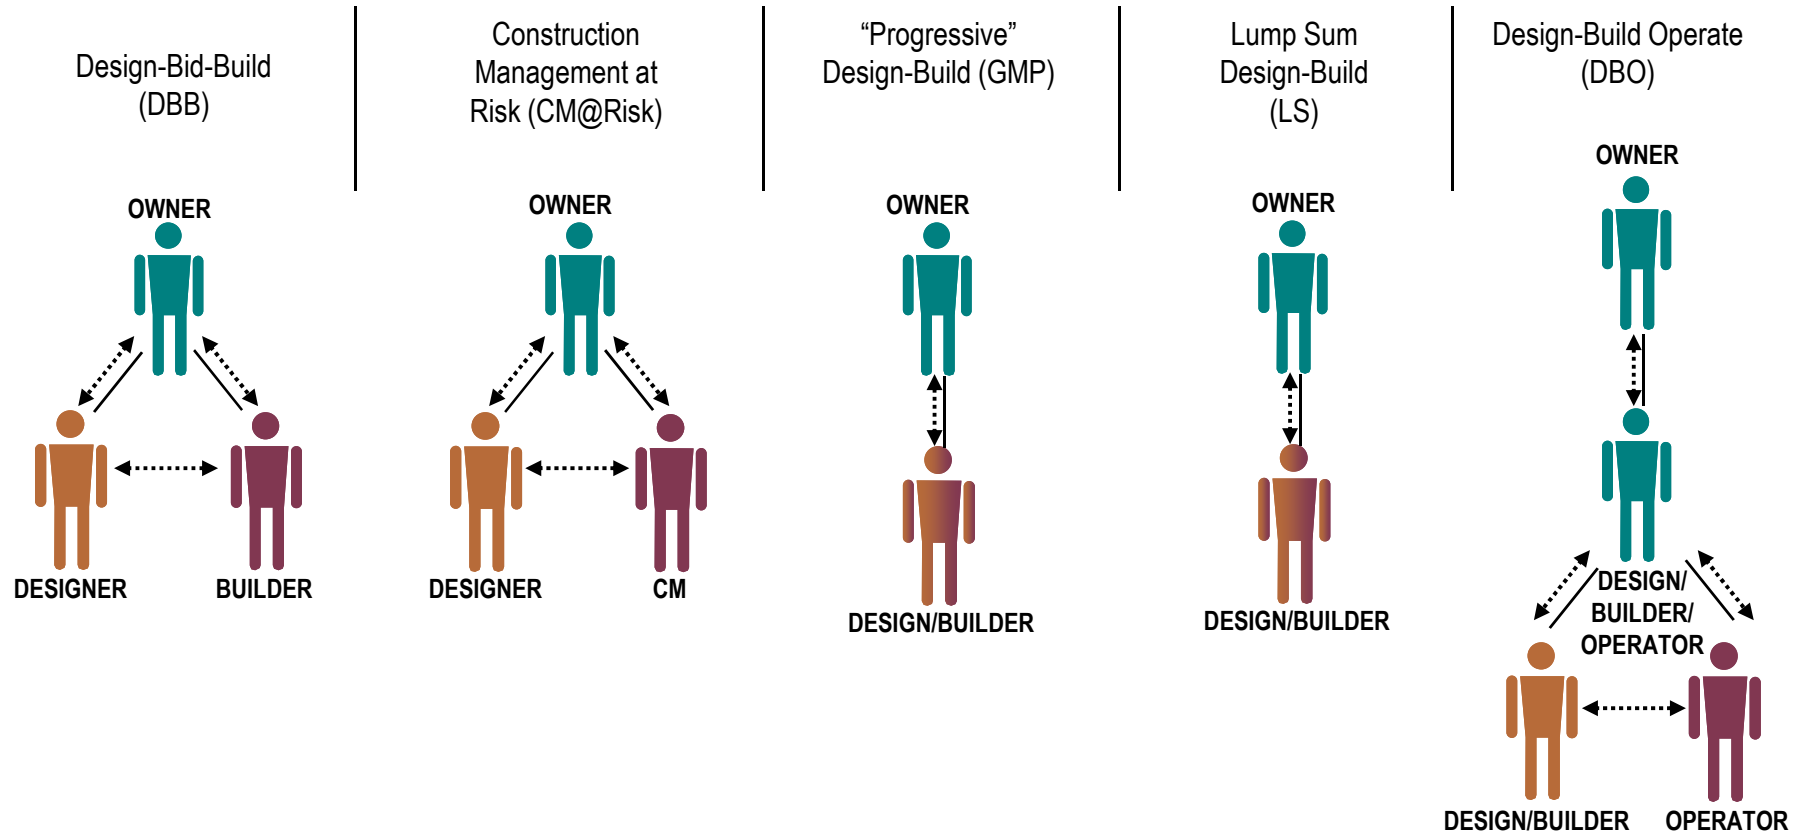 Design-Bid-Build
(DBB)
OWNER
DESIGNER
BUILDER
Construction
Management at
Risk (CM@Risk)
OWNER
DESIGNER
CM
“Progressive”
Design-Build (GMP)
OWNER
DESIGN/BUILDER
Lump Sum
Design-Build
(LS)
OWNER
DESIGN/BUILDER
Design-Build Operate
(DBO)
OWNER
DESIGN/
BUILDER/
OPERATOR
DESIGN/BUILDER
OPERATOR